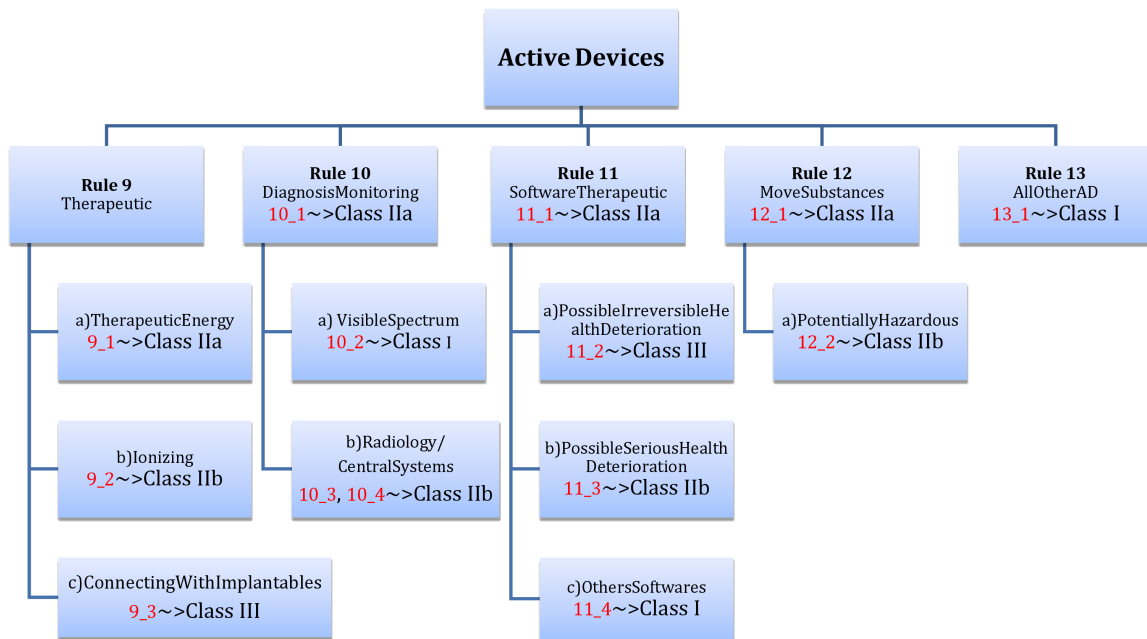 Active Devices
Rule 9
Therapeutic
Rule 10
DiagnosisMonitoring
10_1~>Class IIa
Rule 11
SoftwareTherapeutic
11_1~>Class IIa
Rule 12
MoveSubstances
12_1~>Class IIa
Rule 13
AllOtherAD
13_1~>Class I
a)TherapeuticEnergy
9_1~>Class IIa
a) VisibleSpectrum
10_2~>Class I
a)PossibleIrreversibleHe
althDeterioration
11_2~>Class III
a)PotentiallyHazardous
12_2~>Class IIb
b)Ionizing
9_2~>Class IIb
b)Radiology/
CentralSystems
10_3, 10_4~>Class IIb
b)PossibleSeriousHealth
Deterioration
11_3~>Class IIb
c)ConnectingWithImplantables
9_3~>Class III
c)OthersSoftwares
11_4~>Class I